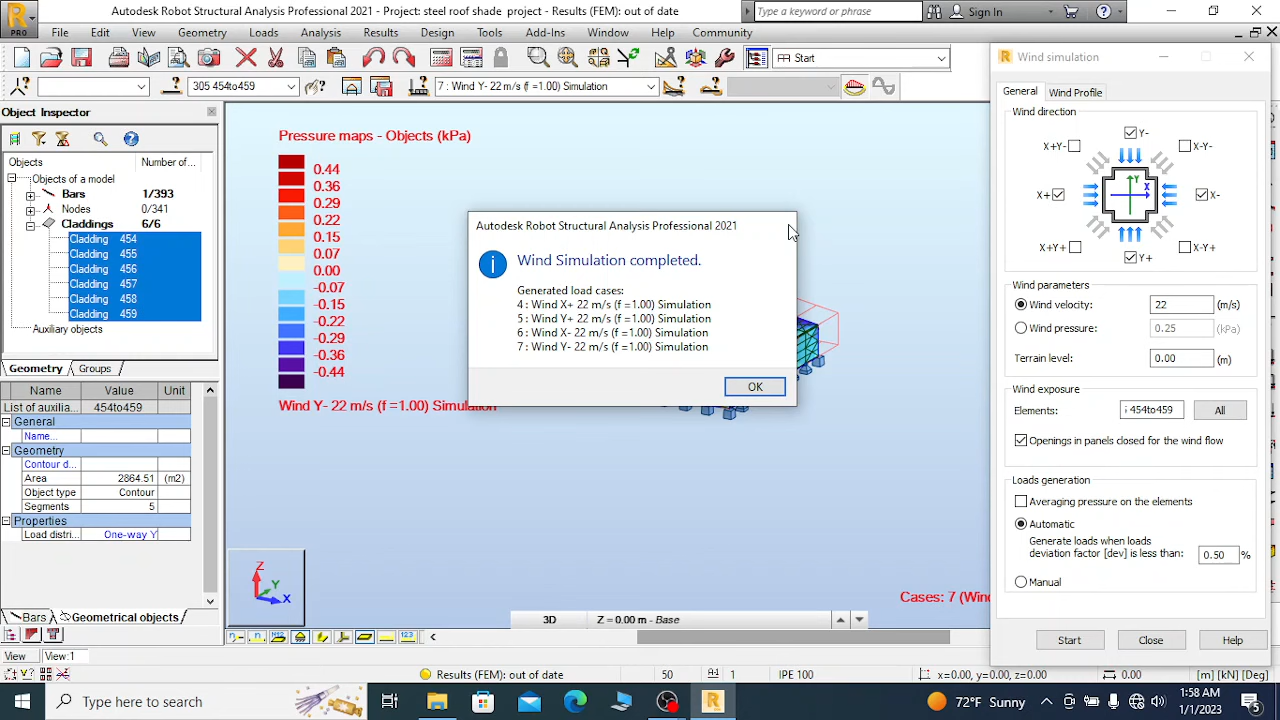 Autodesk Robot Structural Analysis Professional 2021 - Project: steel roof shade project - Results (FEM): out of date
Type a keyword or phrase
Sign In
PRO
File Edit View Geometry Loads Analysis Results Design Tools Add-Ins Window Help Community
Start
305 454to459
7 : Wind Y- 22 m/s (f =1.00) Simulation
Object Inspector
Objects Number of...
Objects of a model
Bars 1/393
Nodes 0/341
Claddings 6/6
Cladding 454
Cladding 455
Cladding 456
Cladding 457
Cladding 458
Cladding 459
Auxiliary objects
Geometry Groups
Name Value Unit
List of auxilia... 454to459
General
Name...
Geometry
Contour d...
Area 2864.51 (m2)
Object type Contour
Segments 5
Properties
Load distri... One-way Y
Bars Geometrical objects
View View:1
Pressure maps - Objects (kPa)
0.44
0.36
0.29
0.22
0.15
0.07
0.00
-0.07
-0.15
-0.22
-0.29
-0.36
-0.44
Wind Y- 22 m/s (f =1.00) Simulation
Autodesk Robot Structural Analysis Professional 2021
Wind Simulation completed.
Generated load cases:
4 : Wind X+ 22 m/s (f =1.00) Simulation
5 : Wind Y+ 22 m/s (f =1.00) Simulation
6 : Wind X- 22 m/s (f =1.00) Simulation
7 : Wind Y- 22 m/s (f =1.00) Simulation
OK
Z
Y
X
Cases: 7 (Wind
3D Z = 0.00 m - Base
Wind simulation
General Wind Profile
Wind direction
Y-
X+Y- X-Y-
X+ Y X X-
X+Y+ X-Y+
Y+
Wind parameters
Wind velocity: 22 (m/s)
Wind pressure: 0.25 (kPa)
Terrain level: 0.00 (m)
Wind exposure
Elements: 454to459 All
Openings in panels closed for the wind flow
Loads generation
Averaging pressure on the elements
Automatic
Generate loads when loads
deviation factor [dev] is less than: 0.50 %
Manual
Start Close Help
Results (FEM): out of date 50 1 IPE 100 x=0.00, y=0.00, z=0.00 0.00 [m] [kN] [Deg]
Type here to search
72°F Sunny
1:58 AM
1/1/2023